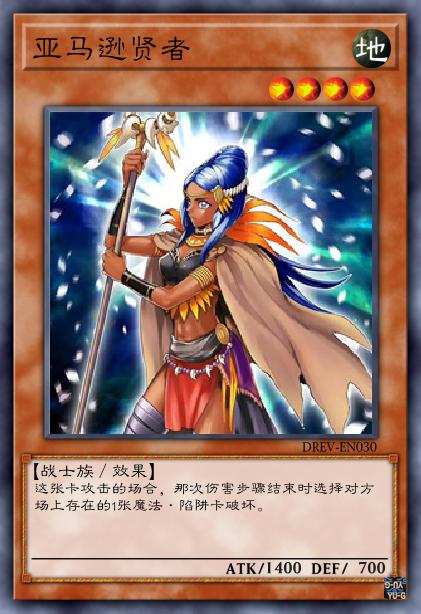 亚马逊贤者
地
DREV-EN030
【战士族／效果】
这张卡攻击的场合，那次伤害步骤结束时选择对方
场上存在的1张魔法·陷阱卡破坏。
ATK/1400 DEF/ 700